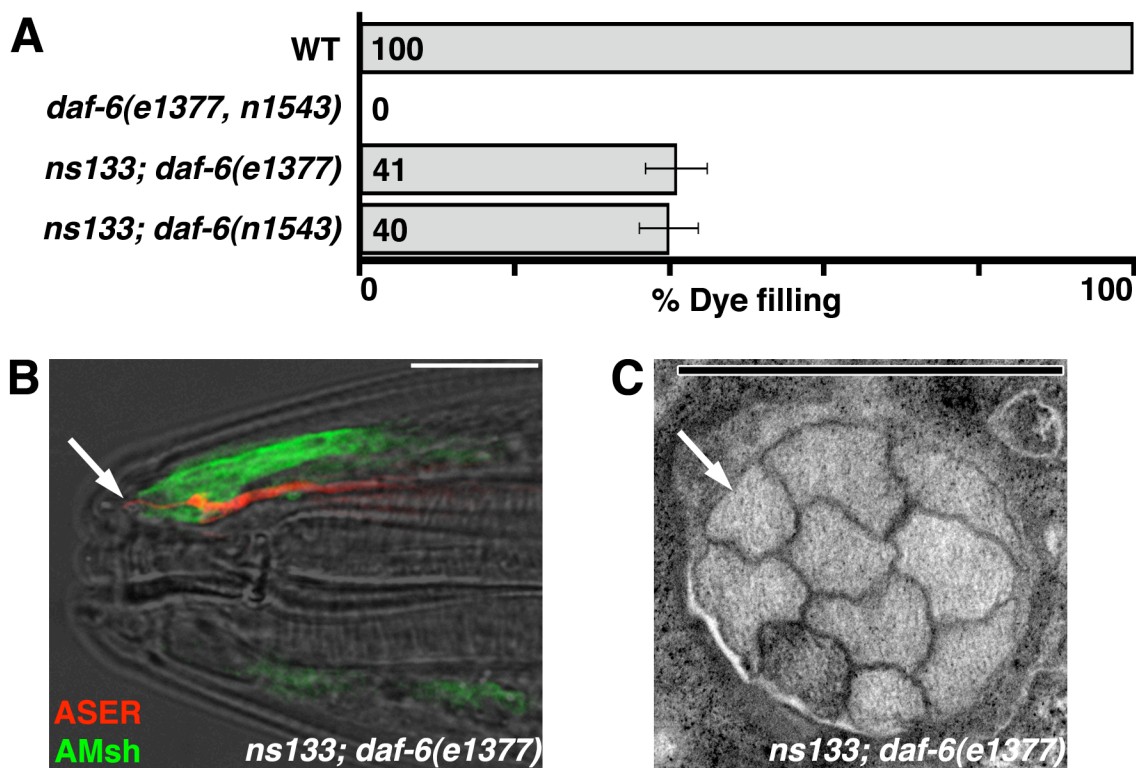 A
WT
100
daf-6(e1377, n1543)
0
ns133; daf-6(e1377)
41
ns133; daf-6(n1543)
40
0
% Dye filling
100
B
ASER
AMsh
ns133; daf-6(e1377)
C
ns133; daf-6(e1377)